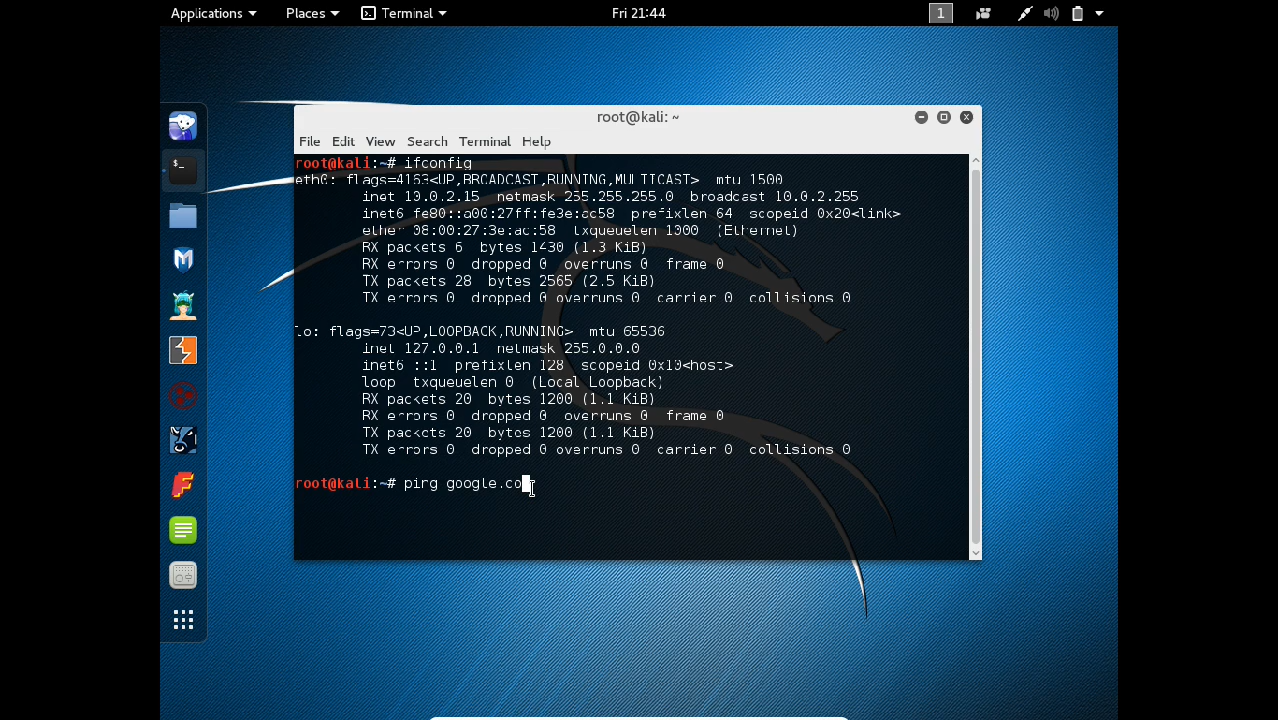 Applications Places Terminal Fri 21:44 1
root@kali: ~
File Edit View Search Terminal Help
root@kali:~# ifconfig
eth0: flags=4163<UP,BROADCAST,RUNNING,MULTICAST> mtu 1500
inet 10.0.2.15 netmask 255.255.255.0 broadcast 10.0.2.255
inet6 fe80::a00:27ff:fe3e:ac58 prefixlen 64 scopeid 0x20<link>
ether 08:00:27:3e:ac:58 txqueuelen 1000 (Ethernet)
RX packets 6 bytes 1430 (1.3 KiB)
RX errors 0 dropped 0 overruns 0 frame 0
TX packets 28 bytes 2565 (2.5 KiB)
TX errors 0 dropped 0 overruns 0 carrier 0 collisions 0
lo: flags=73<UP,LOOPBACK,RUNNING> mtu 65536
inet 127.0.0.1 netmask 255.0.0.0
inet6 ::1 prefixlen 128 scopeid 0x10<host>
loop txqueuelen 0 (Local Loopback)
RX packets 20 bytes 1200 (1.1 KiB)
RX errors 0 dropped 0 overruns 0 frame 0
TX packets 20 bytes 1200 (1.1 KiB)
TX errors 0 dropped 0 overruns 0 carrier 0 collisions 0
root@kali:~# ping google.co